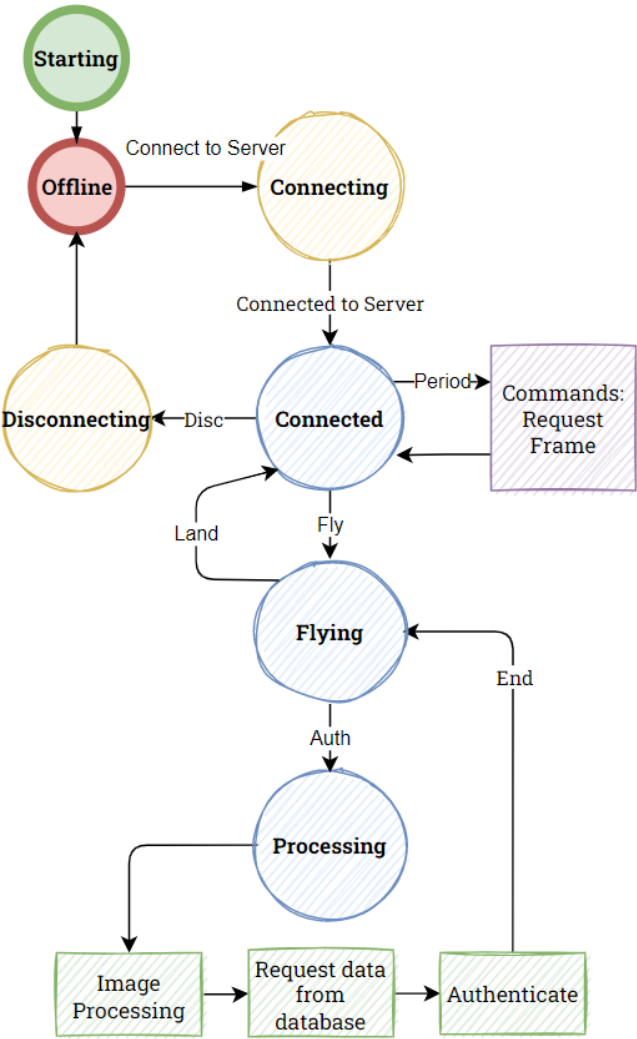 Starting
Connect to Server
Offline
Connecting
Connected to Server
Disconnecting
Disc
Connected
Period
Commands:
Request
Frame
Land
Fly
Flying
End
Auth
Processing
Image
Processing
Request data
from
database
Authenticate